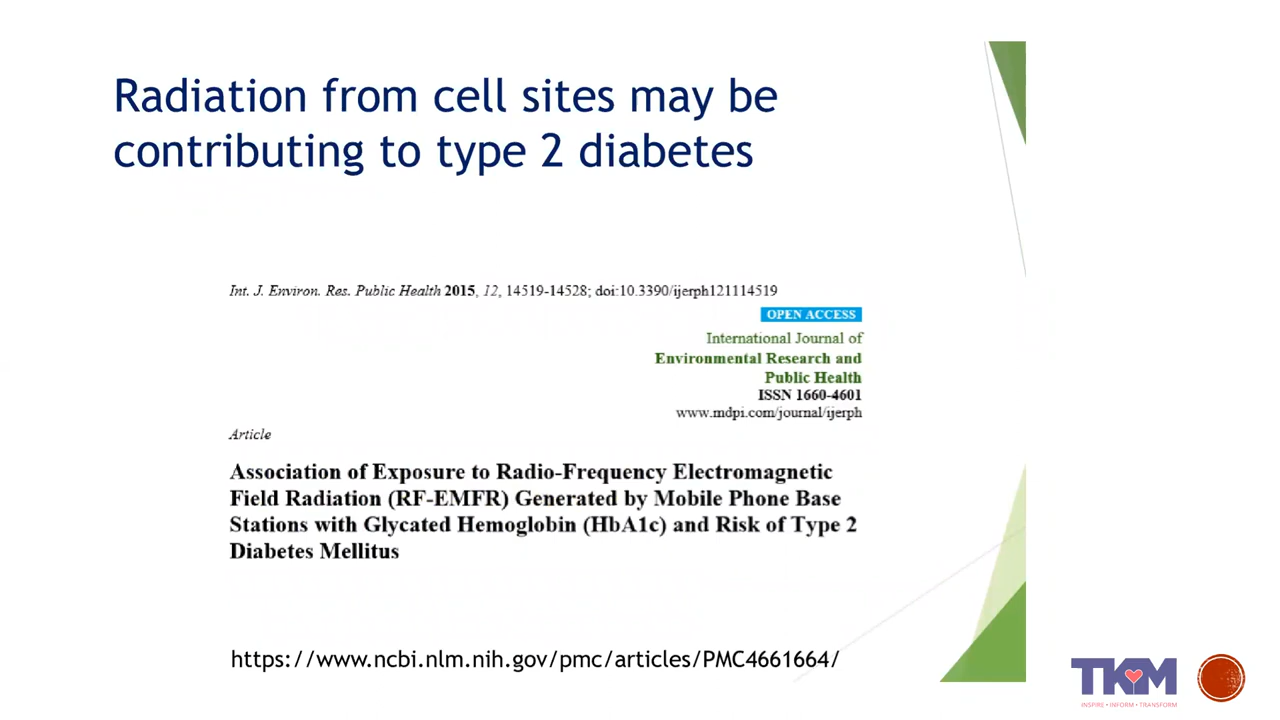 Radiation from cell sites may be
contributing to type 2 diabetes
Int. J. Environ. Res. Public Health 2015, 12, 14519-14528; doi:10.3390/ijerph121114519
OPEN ACCESS
International Journal of
Environmental Research and
Public Health
ISSN 1660-4601
www.mdpi.com/journal/ijerph
Article
Association of Exposure to Radio-Frequency Electromagnetic
Field Radiation (RF-EMFR) Generated by Mobile Phone Base
Stations with Glycated Hemoglobin (HbA1c) and Risk of Type 2
Diabetes Mellitus
https://www.ncbi.nlm.nih.gov/pmc/articles/PMC4661664/
TKM
INSPIRE • INFORM • TRANSFORM